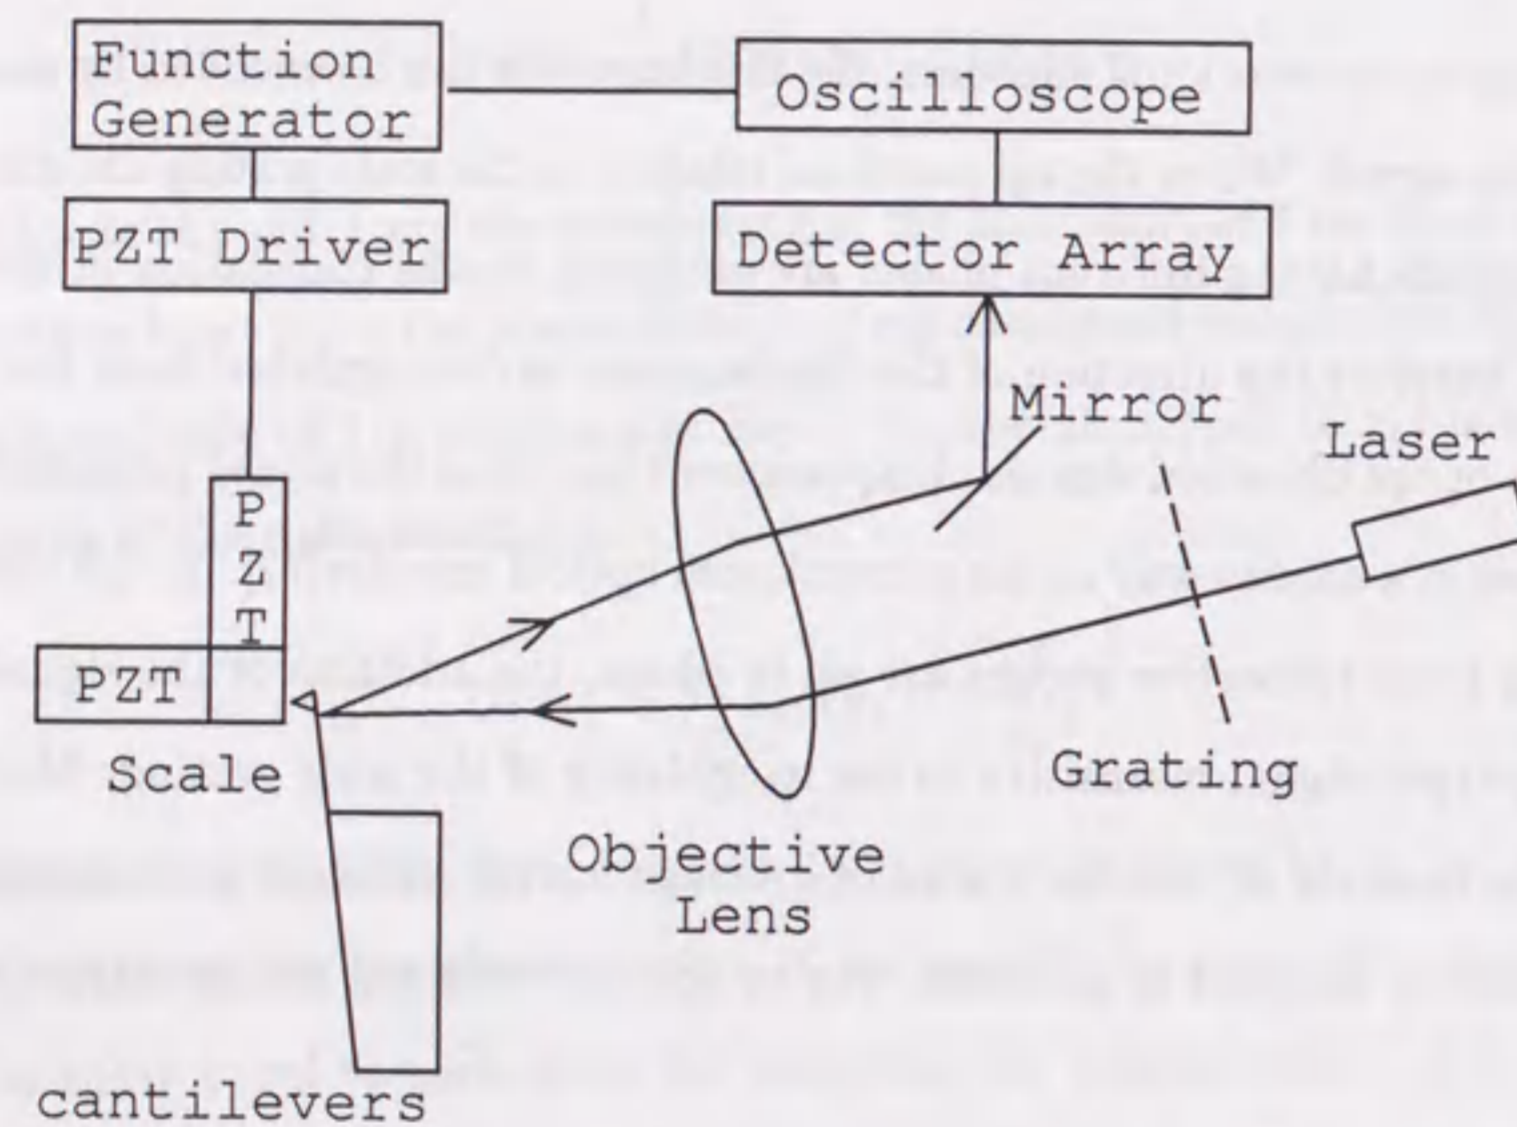 Function
Generator
Oscilloscope
PZT Driver
Detector Array
Mirror
Laser
P
Z
T
PZT
Scale
Grating
Objective
Lens
cantilevers